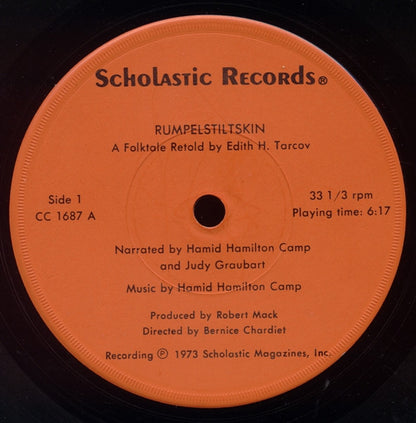 Scholastic Records®
RUMPELSTILTSKIN
A Folktale Retold by Edith H. Tarcov
Side 1
CC 1687 A
33 1/3 rpm
Playing time: 6:17
Narrated by Hamid Hamilton Camp
and Judy Graubart
Music by Hamid Hamilton Camp
Produced by Robert Mack
Directed by Bernice Chardiet
Recording Ⓟ 1973 Scholastic Magazines, Inc.